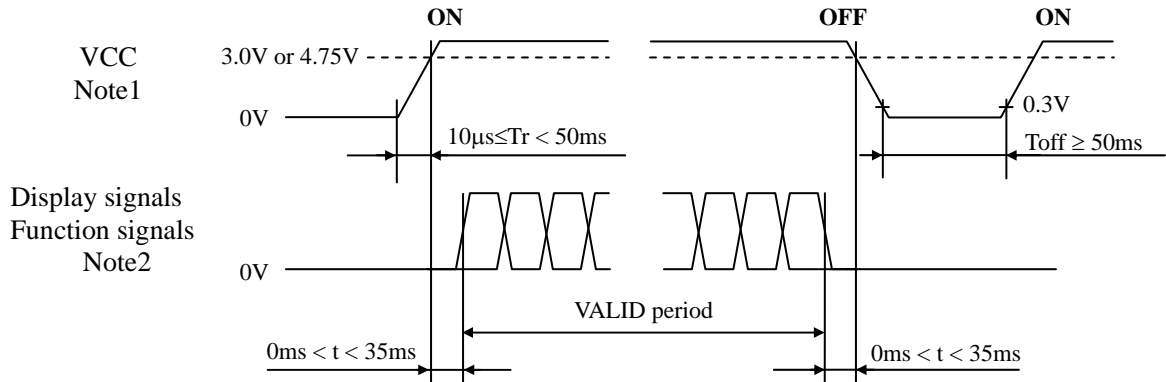 ON OFF ON
VCC
Note1
3.0V or 4.75V
0V
0.3V
10μs≤Tr < 50ms
Toff ≥ 50ms
Display signals
Function signals
Note2
0V
VALID period
0ms < t < 35ms
0ms < t < 35ms